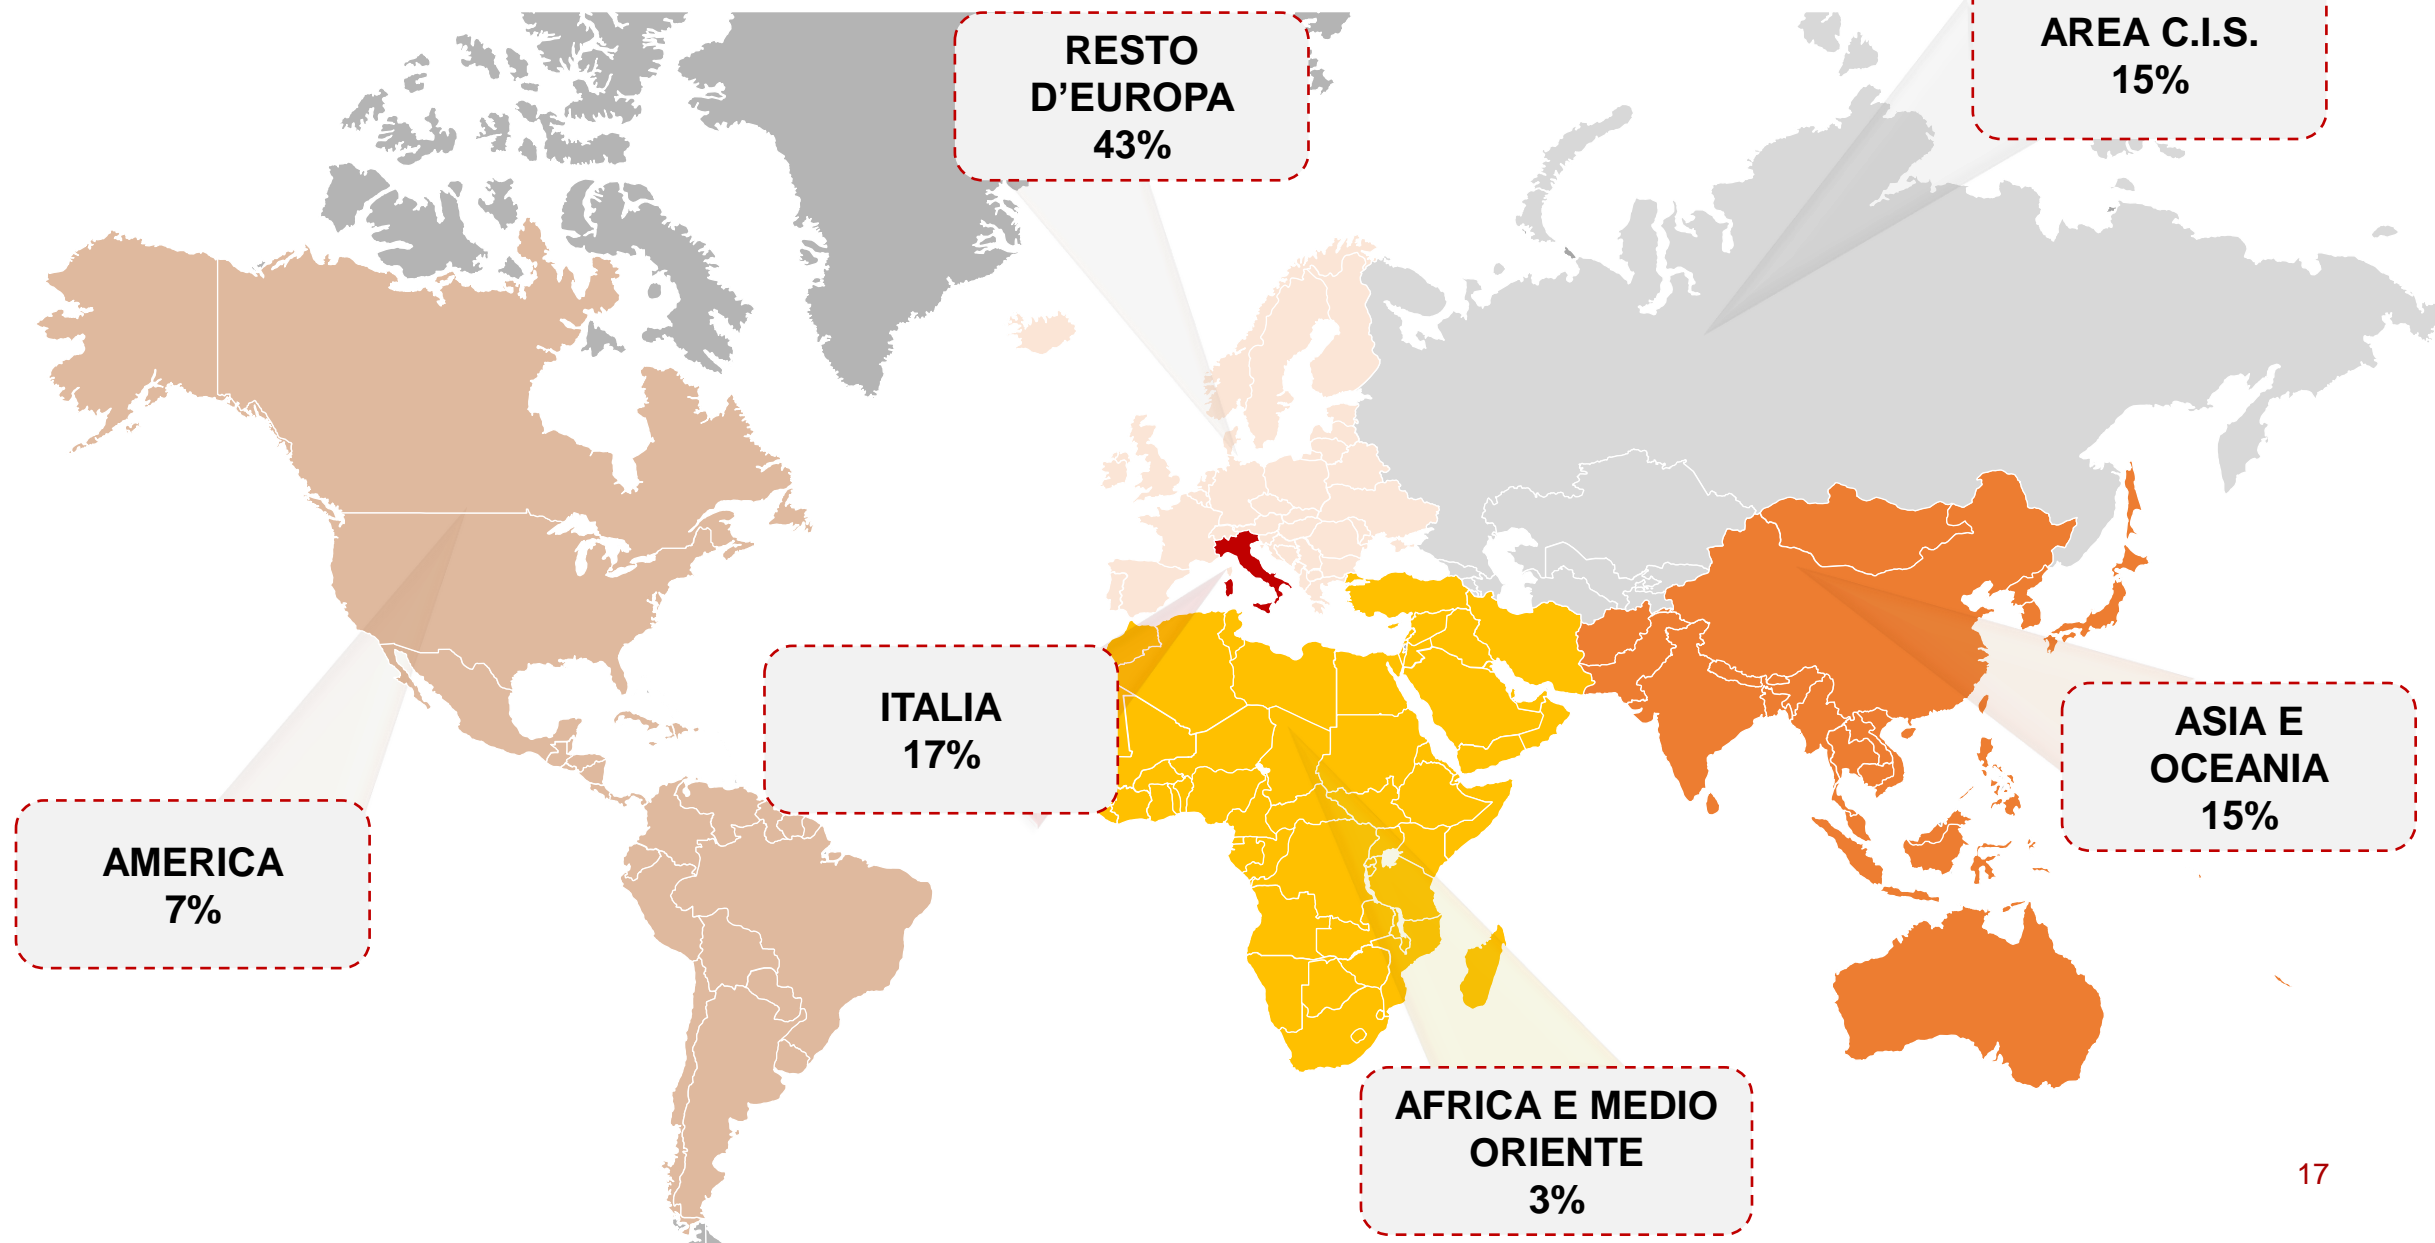 RESTO
D’EUROPA
43%
AREA C.I.S.
15%
ITALIA
17%
ASIA E
OCEANIA
15%
AMERICA
7%
AFRICA E MEDIO
ORIENTE
3%
17